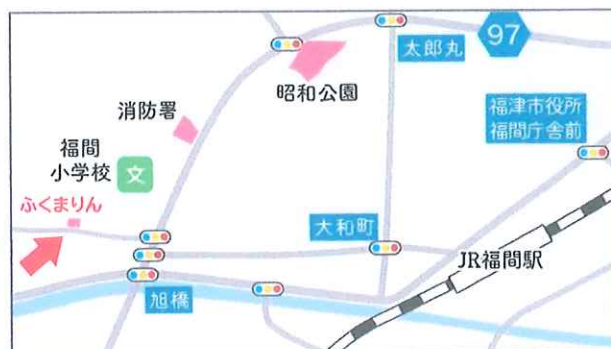 97
太郎丸
昭和公園
福津市役所
福間庁舎前
消防署
福間
小学校
文
ふくまりん
大和町
JR福間駅
旭橋